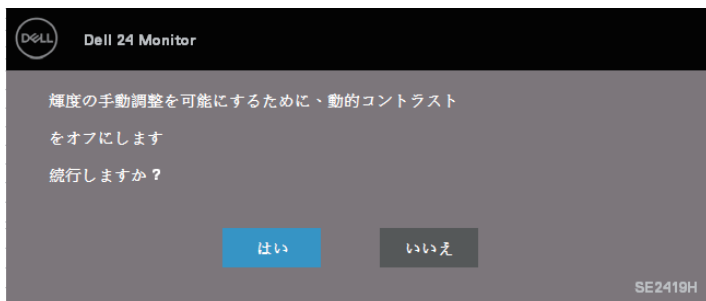 DELL
Dell 24 Monitor
輝度の手動調整を可能にするために、動的コントラスト
をオフにします
続行しますか？
はい
いいえ
SE2419H